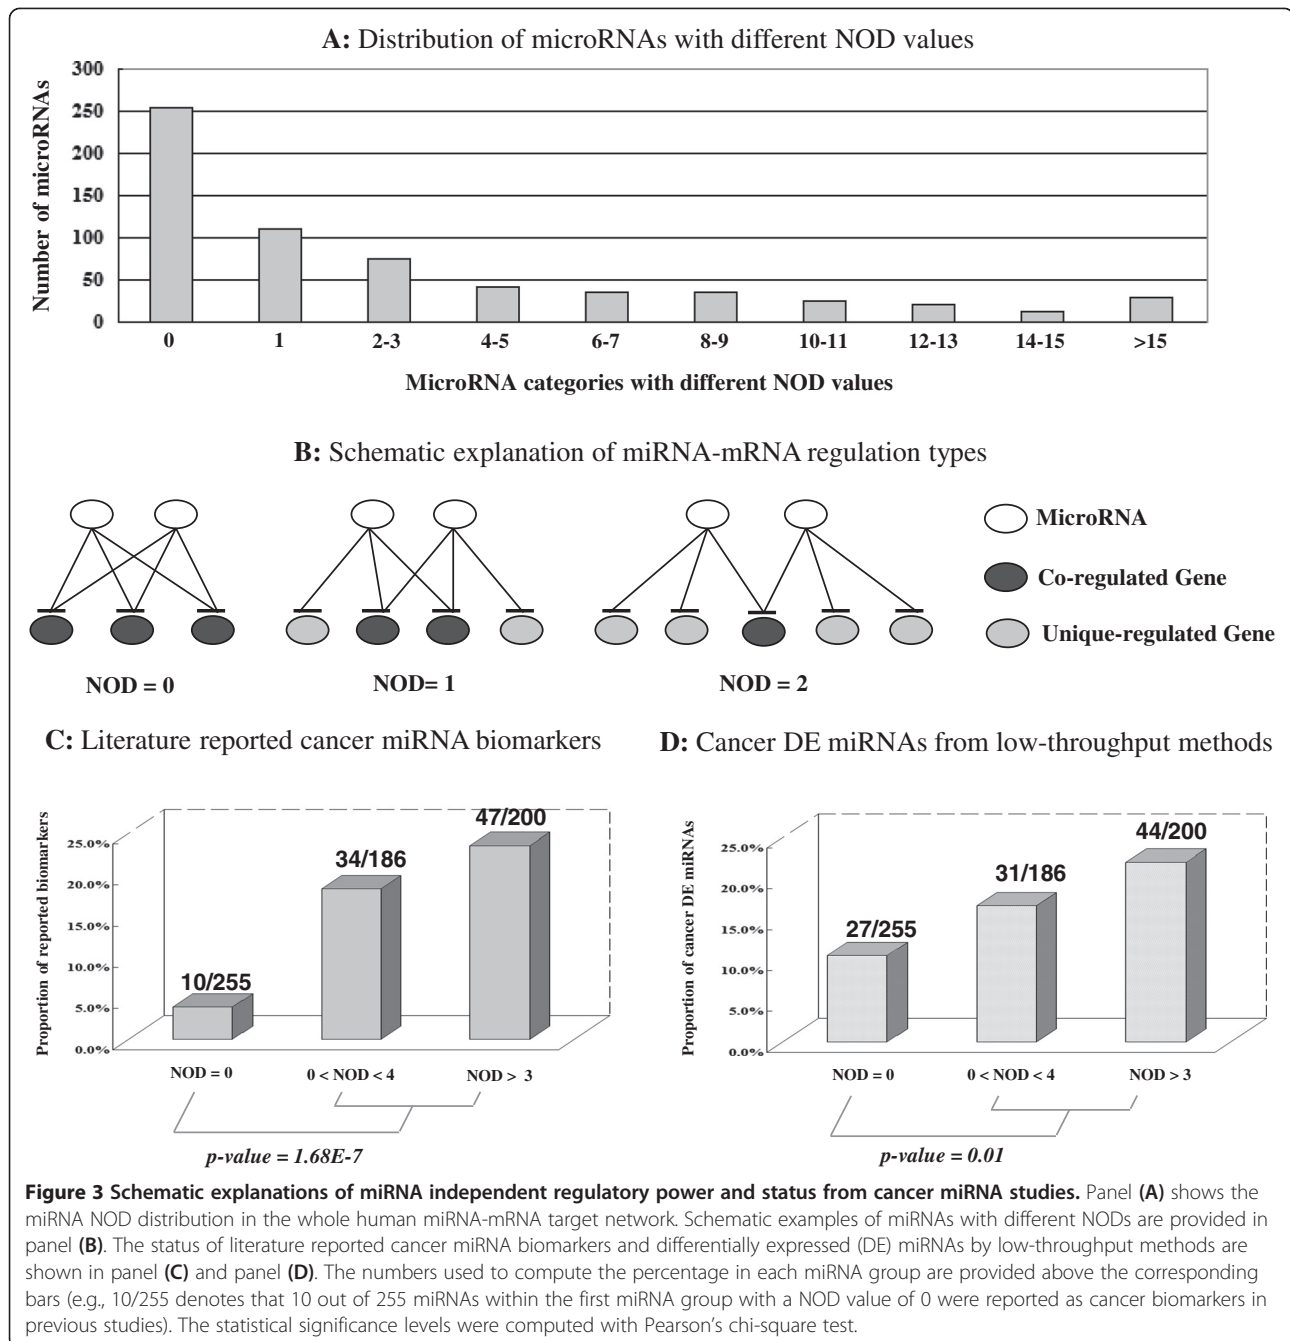 A: Distribution of microRNAs with different NOD values
Number of microRNAs
300
250
200
150
100
50
0
0 1 2-3 4-5 6-7 8-9 10-11 12-13 14-15 >15
MicroRNA categories with different NOD values
B: Schematic explanation of miRNA-mRNA regulation types
MicroRNA
Co-regulated Gene
Unique-regulated Gene
NOD = 0
NOD= 1
NOD = 2
C: Literature reported cancer miRNA biomarkers
Proportion of reported biomarkers
25.0%
20.0%
15.0%
10.0%
5.0%
0.0%
10/255
34/186
47/200
NOD = 0
0 < NOD < 4
NOD > 3
p-value = 1.68E-7
D: Cancer DE miRNAs from low-throughput methods
Proportion of cancer DE miRNAs
25.0%
20.0%
15.0%
10.0%
5.0%
0.0%
27/255
31/186
44/200
NOD = 0
0 < NOD < 4
NOD > 3
p-value = 0.01
Figure 3 Schematic explanations of miRNA independent regulatory power and status from cancer miRNA studies. Panel (A) shows the
miRNA NOD distribution in the whole human miRNA-mRNA target network. Schematic examples of miRNAs with different NODs are provided in
panel (B). The status of literature reported cancer miRNA biomarkers and differentially expressed (DE) miRNAs by low-throughput methods are
shown in panel (C) and panel (D). The numbers used to compute the percentage in each miRNA group are provided above the corresponding
bars (e.g., 10/255 denotes that 10 out of 255 miRNAs within the first miRNA group with a NOD value of 0 were reported as cancer biomarkers in
previous studies). The statistical significance levels were computed with Pearson's chi-square test.